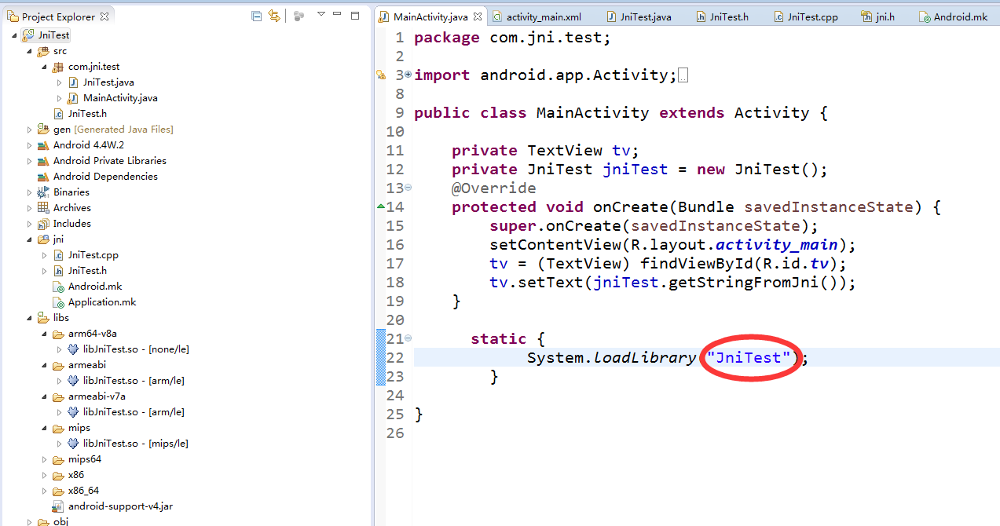 Project Explorer
JniTest
src
com.jni.test
JniTest.java
MainActivity.java
JniTest.h
gen [Generated Java Files]
Android 4.4W.2
Android Private Libraries
Android Dependencies
Binaries
Archives
Includes
jni
JniTest.cpp
JniTest.h
Android.mk
Application.mk
libs
arm64-v8a
libJniTest.so - [none/le]
armeabi
libJniTest.so - [arm/le]
armeabi-v7a
libJniTest.so - [arm/le]
mips
libJniTest.so - [mips/le]
mips64
x86
x86_64
android-support-v4.jar
obj
MainActivity.java activity_main.xml JniTest.java JniTest.h JniTest.cpp jni.h Android.mk
1 package com.jni.test;
2
3 import android.app.Activity;
8
9 public class MainActivity extends Activity {
10
11 private TextView tv;
12 private JniTest jniTest = new JniTest();
13 @Override
14 protected void onCreate(Bundle savedInstanceState) {
15 super.onCreate(savedInstanceState);
16 setContentView(R.layout.activity_main);
17 tv = (TextView) findViewById(R.id.tv);
18 tv.setText(jniTest.getStringFromJni());
19 }
20
21 static {
22 System.loadLibrary("JniTest");
23 }
24
25 }
26